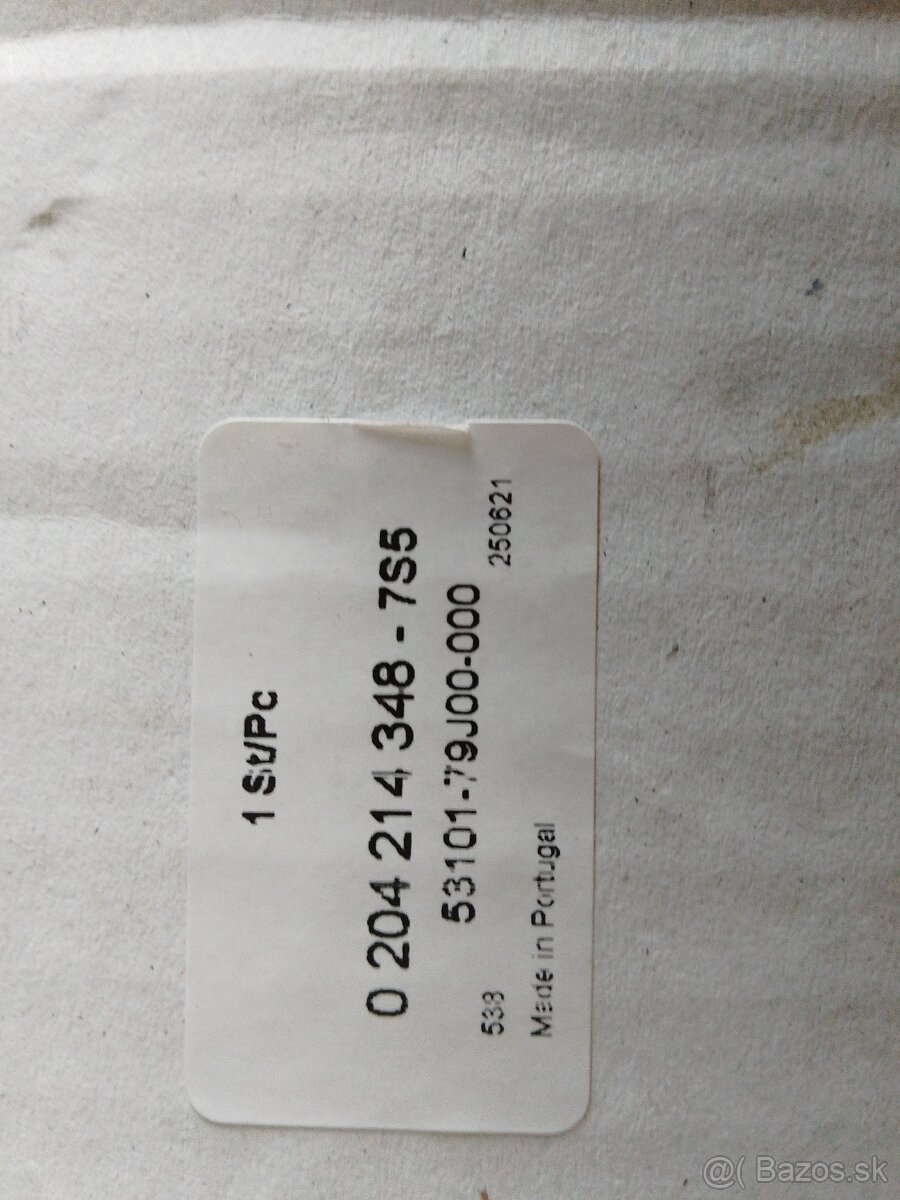 1 St/Pc
0 204 214 348 - 7S5
53101-79J00-000
538 250621
Made in Portugal
@( Bazos.sk